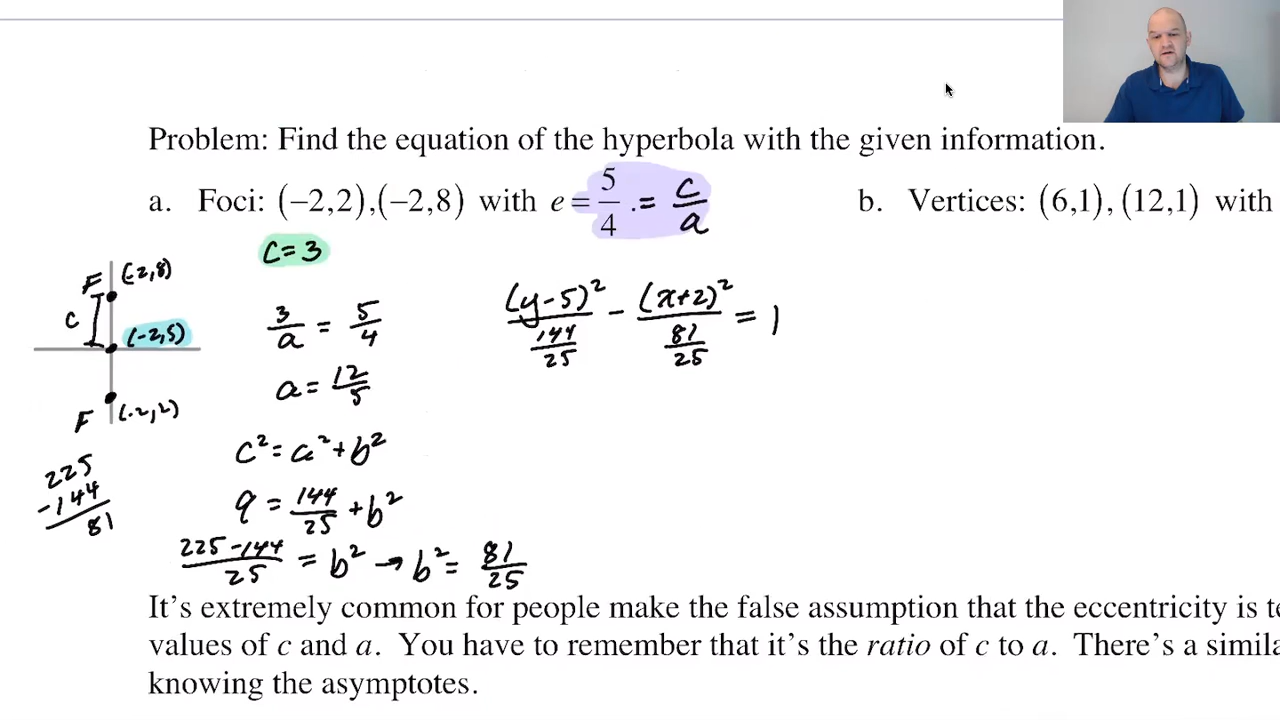 Problem: Find the equation of the hyperbola with the given information.
a. Foci: (−2,2),(−2,8) with e = 5/4 . = c/a
b. Vertices: (6,1),(12,1) with
c = 3
F (-2,8)
c
(-2,5)
F (-2,2)
3/a = 5/4
a = 12/5
c² = a² + b²
9 = 144/25 + b²
225
-144
81
(225-144)/25 = b² → b² = 81/25
(y-5)²/(144/25) - (x+2)²/(81/25) = 1
It's extremely common for people make the false assumption that the eccentricity is te
values of c and a. You have to remember that it's the ratio of c to a. There's a simila
knowing the asymptotes.